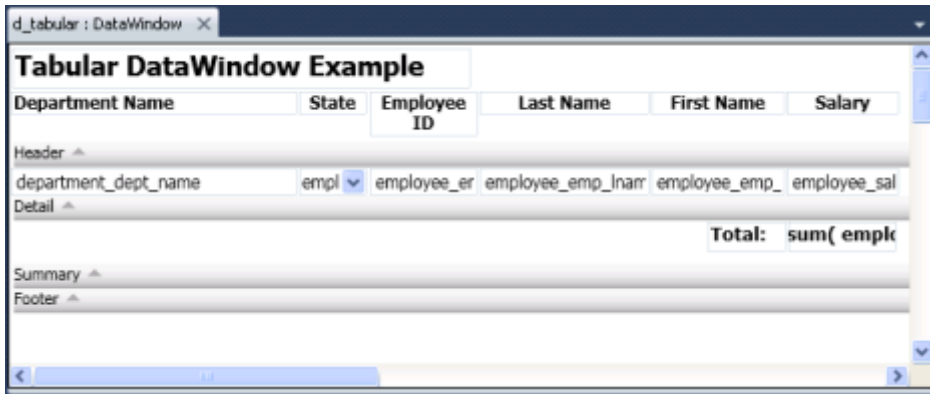 d_tabular : DataWindow
Tabular DataWindow Example
Department Name State Employee ID Last Name First Name Salary
Header
department_dept_name empl employee_er employee_emp_lnam employee_emp_ employee_sal
Detail
Total: sum( emplo
Summary
Footer